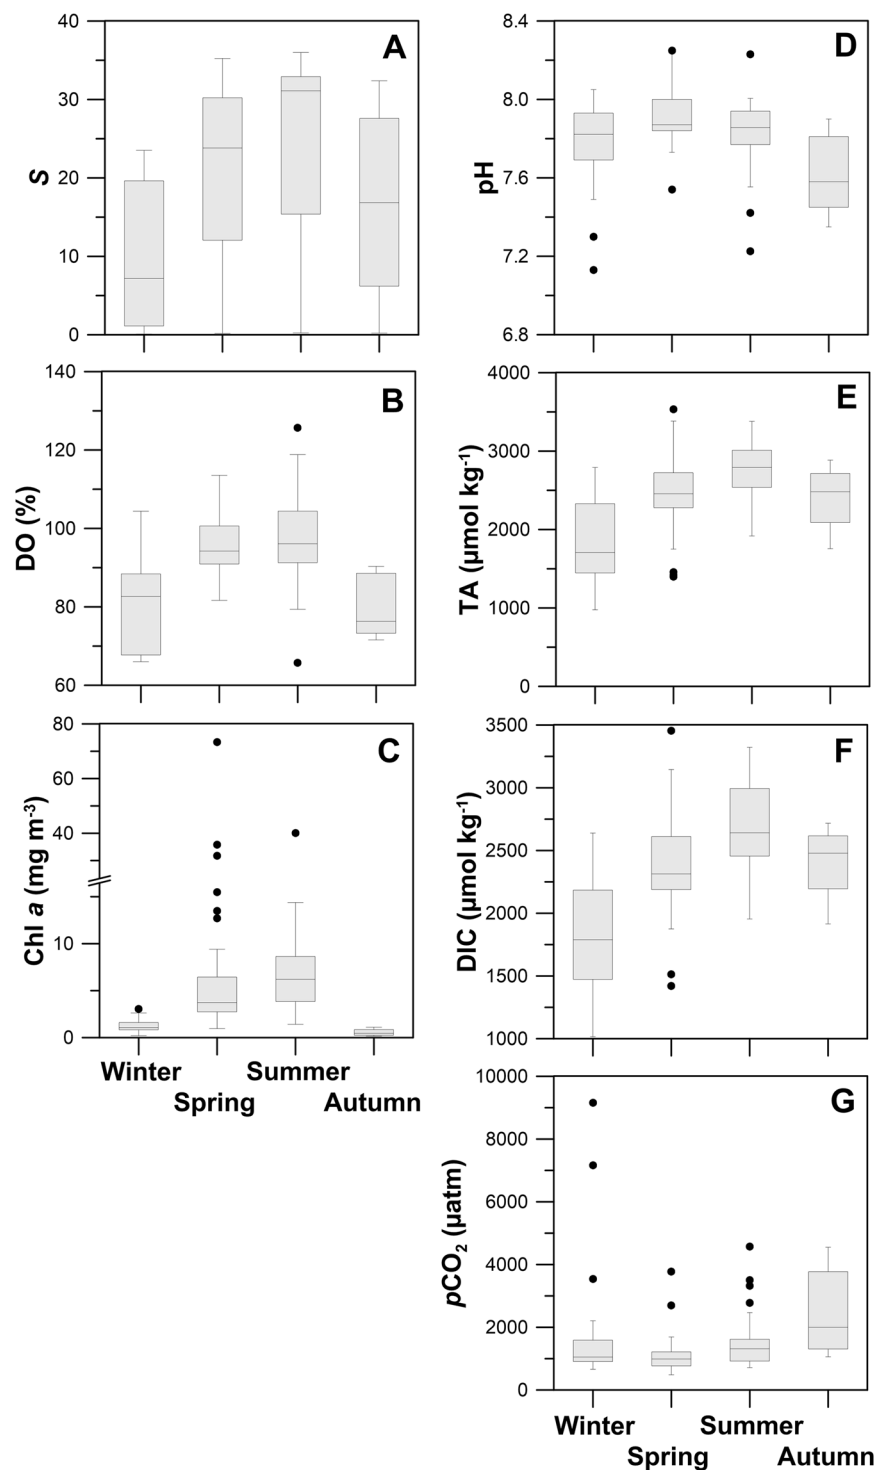 A
40
30
20
10
0
S
B
140
120
100
80
60
DO (%)
C
80
60
40
10
0
Chl a (mg m⁻³)
Winter
Spring
Summer
Autumn
D
8.4
8.0
7.6
7.2
6.8
pH
E
4000
3000
2000
1000
0
TA (µmol kg⁻¹)
F
3500
3000
2500
2000
1500
1000
DIC (µmol kg⁻¹)
G
10000
8000
6000
4000
2000
0
pCO₂ (µatm)
Winter
Spring
Summer
Autumn